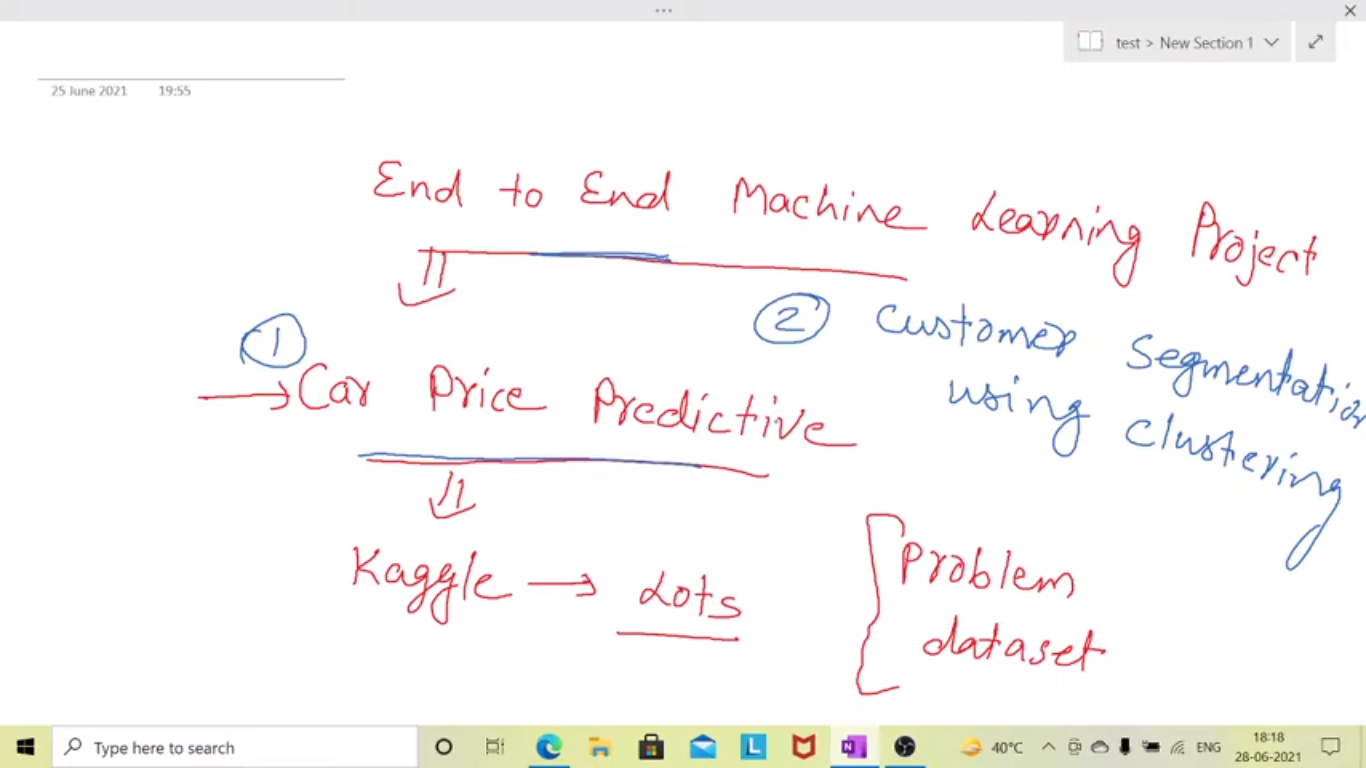 test > New Section 1
25 June 2021 19:55
End to End Machine Learning Project
1
Car Price Predictive
2 Customer Segmentation
using clustering
Kaggle → Lots
Problem
dataset
Type here to search
L
N
40°C
ENG
18:18
28-06-2021